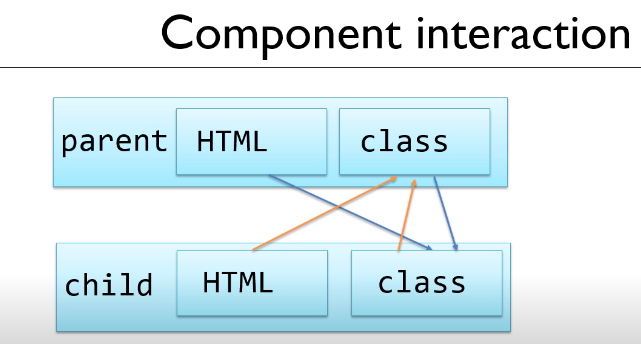 Component interaction
parent HTML class
child HTML class